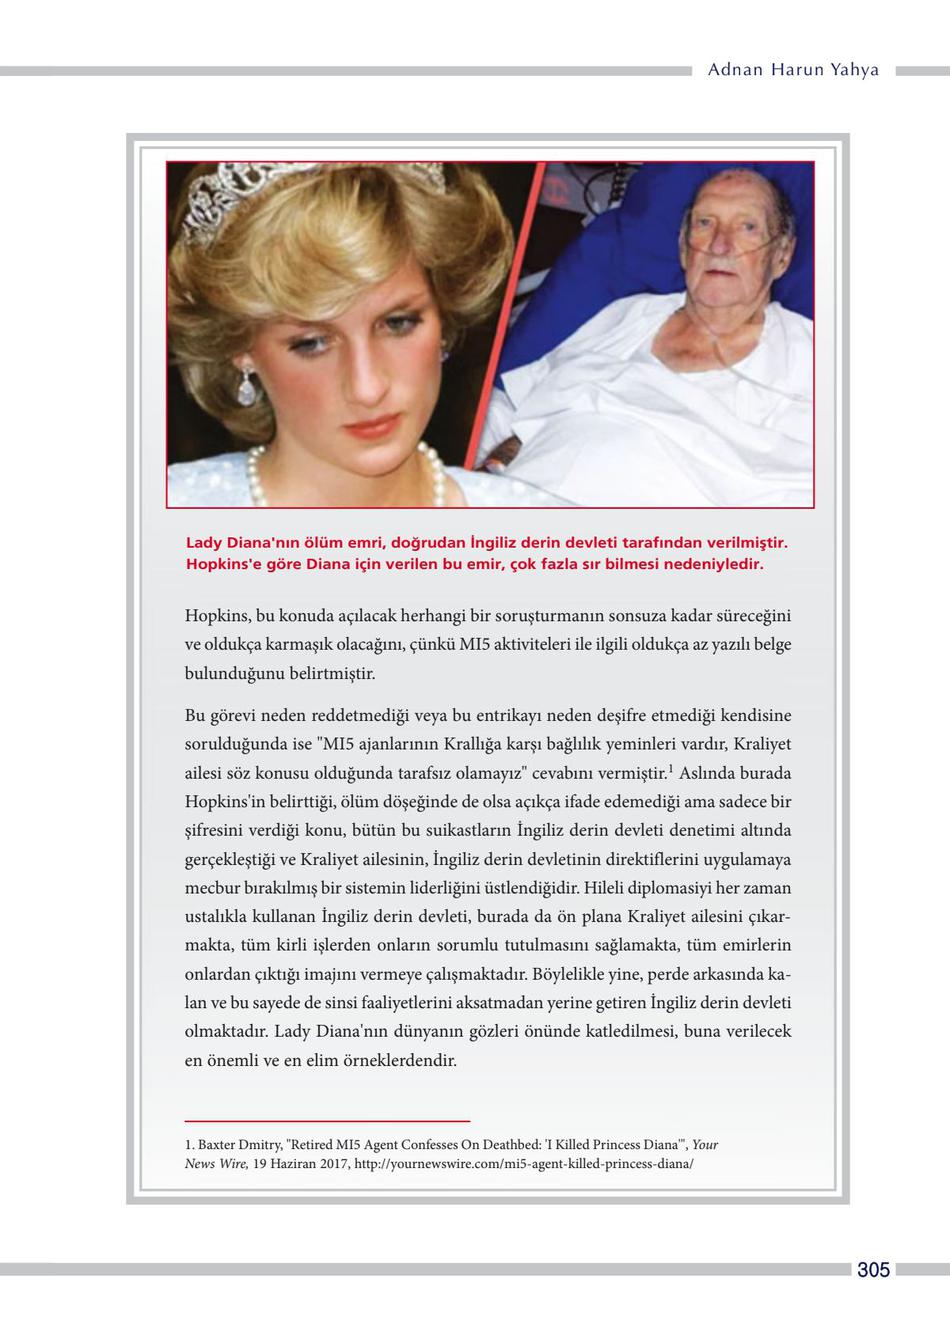 Adnan Harun Yahya
Lady Diana'nın ölüm emri, doğrudan İngiliz derin devleti tarafından verilmiştir.
Hopkins'e göre Diana için verilen bu emir, çok fazla sır bilmesi nedeniyledir.
Hopkins, bu konuda açılacak herhangi bir soruşturmanın sonsuza kadar süreceğini
ve oldukça karmaşık olacağını, çünkü MI5 aktiviteleri ile ilgili oldukça az yazılı belge
bulunduğunu belirtmiştir.
Bu görevi neden reddetmediği veya bu entrikayı neden deşifre etmediği kendisine
sorulduğunda ise "MI5 ajanlarının Krallığa karşı bağlılık yeminleri vardır, Kraliyet
ailesi söz konusu olduğunda tarafsız olamayız" cevabını vermiştir.1 Aslında burada
Hopkins'in belirttiği, ölüm döşeğinde de olsa açıkça ifade edemediği ama sadece bir
şifresini verdiği konu, bütün bu suikastların İngiliz derin devleti denetimi altında
gerçekleştiği ve Kraliyet ailesinin, İngiliz derin devletinin direktiflerini uygulamaya
mecbur bırakılmış bir sistemin liderliğini üstlendiğidir. Hileli diplomasiyi her zaman
ustalıkla kullanan İngiliz derin devleti, burada da ön plana Kraliyet ailesini çıkar-
makta, tüm kirli işlerden onların sorumlu tutulmasını sağlamakta, tüm emirlerin
onlardan çıktığı imajını vermeye çalışmaktadır. Böylelikle yine, perde arkasında ka-
lan ve bu sayede de sinsi faaliyetlerini aksatmadan yerine getiren İngiliz derin devleti
olmaktadır. Lady Diana'nın dünyanın gözleri önünde katledilmesi, buna verilecek
en önemli ve en elim örneklerdendir.
1. Baxter Dmitry, "Retired MI5 Agent Confesses On Deathbed: 'I Killed Princess Diana'", Your
News Wire, 19 Haziran 2017, http://yournewswire.com/mi5-agent-killed-princess-diana/
305